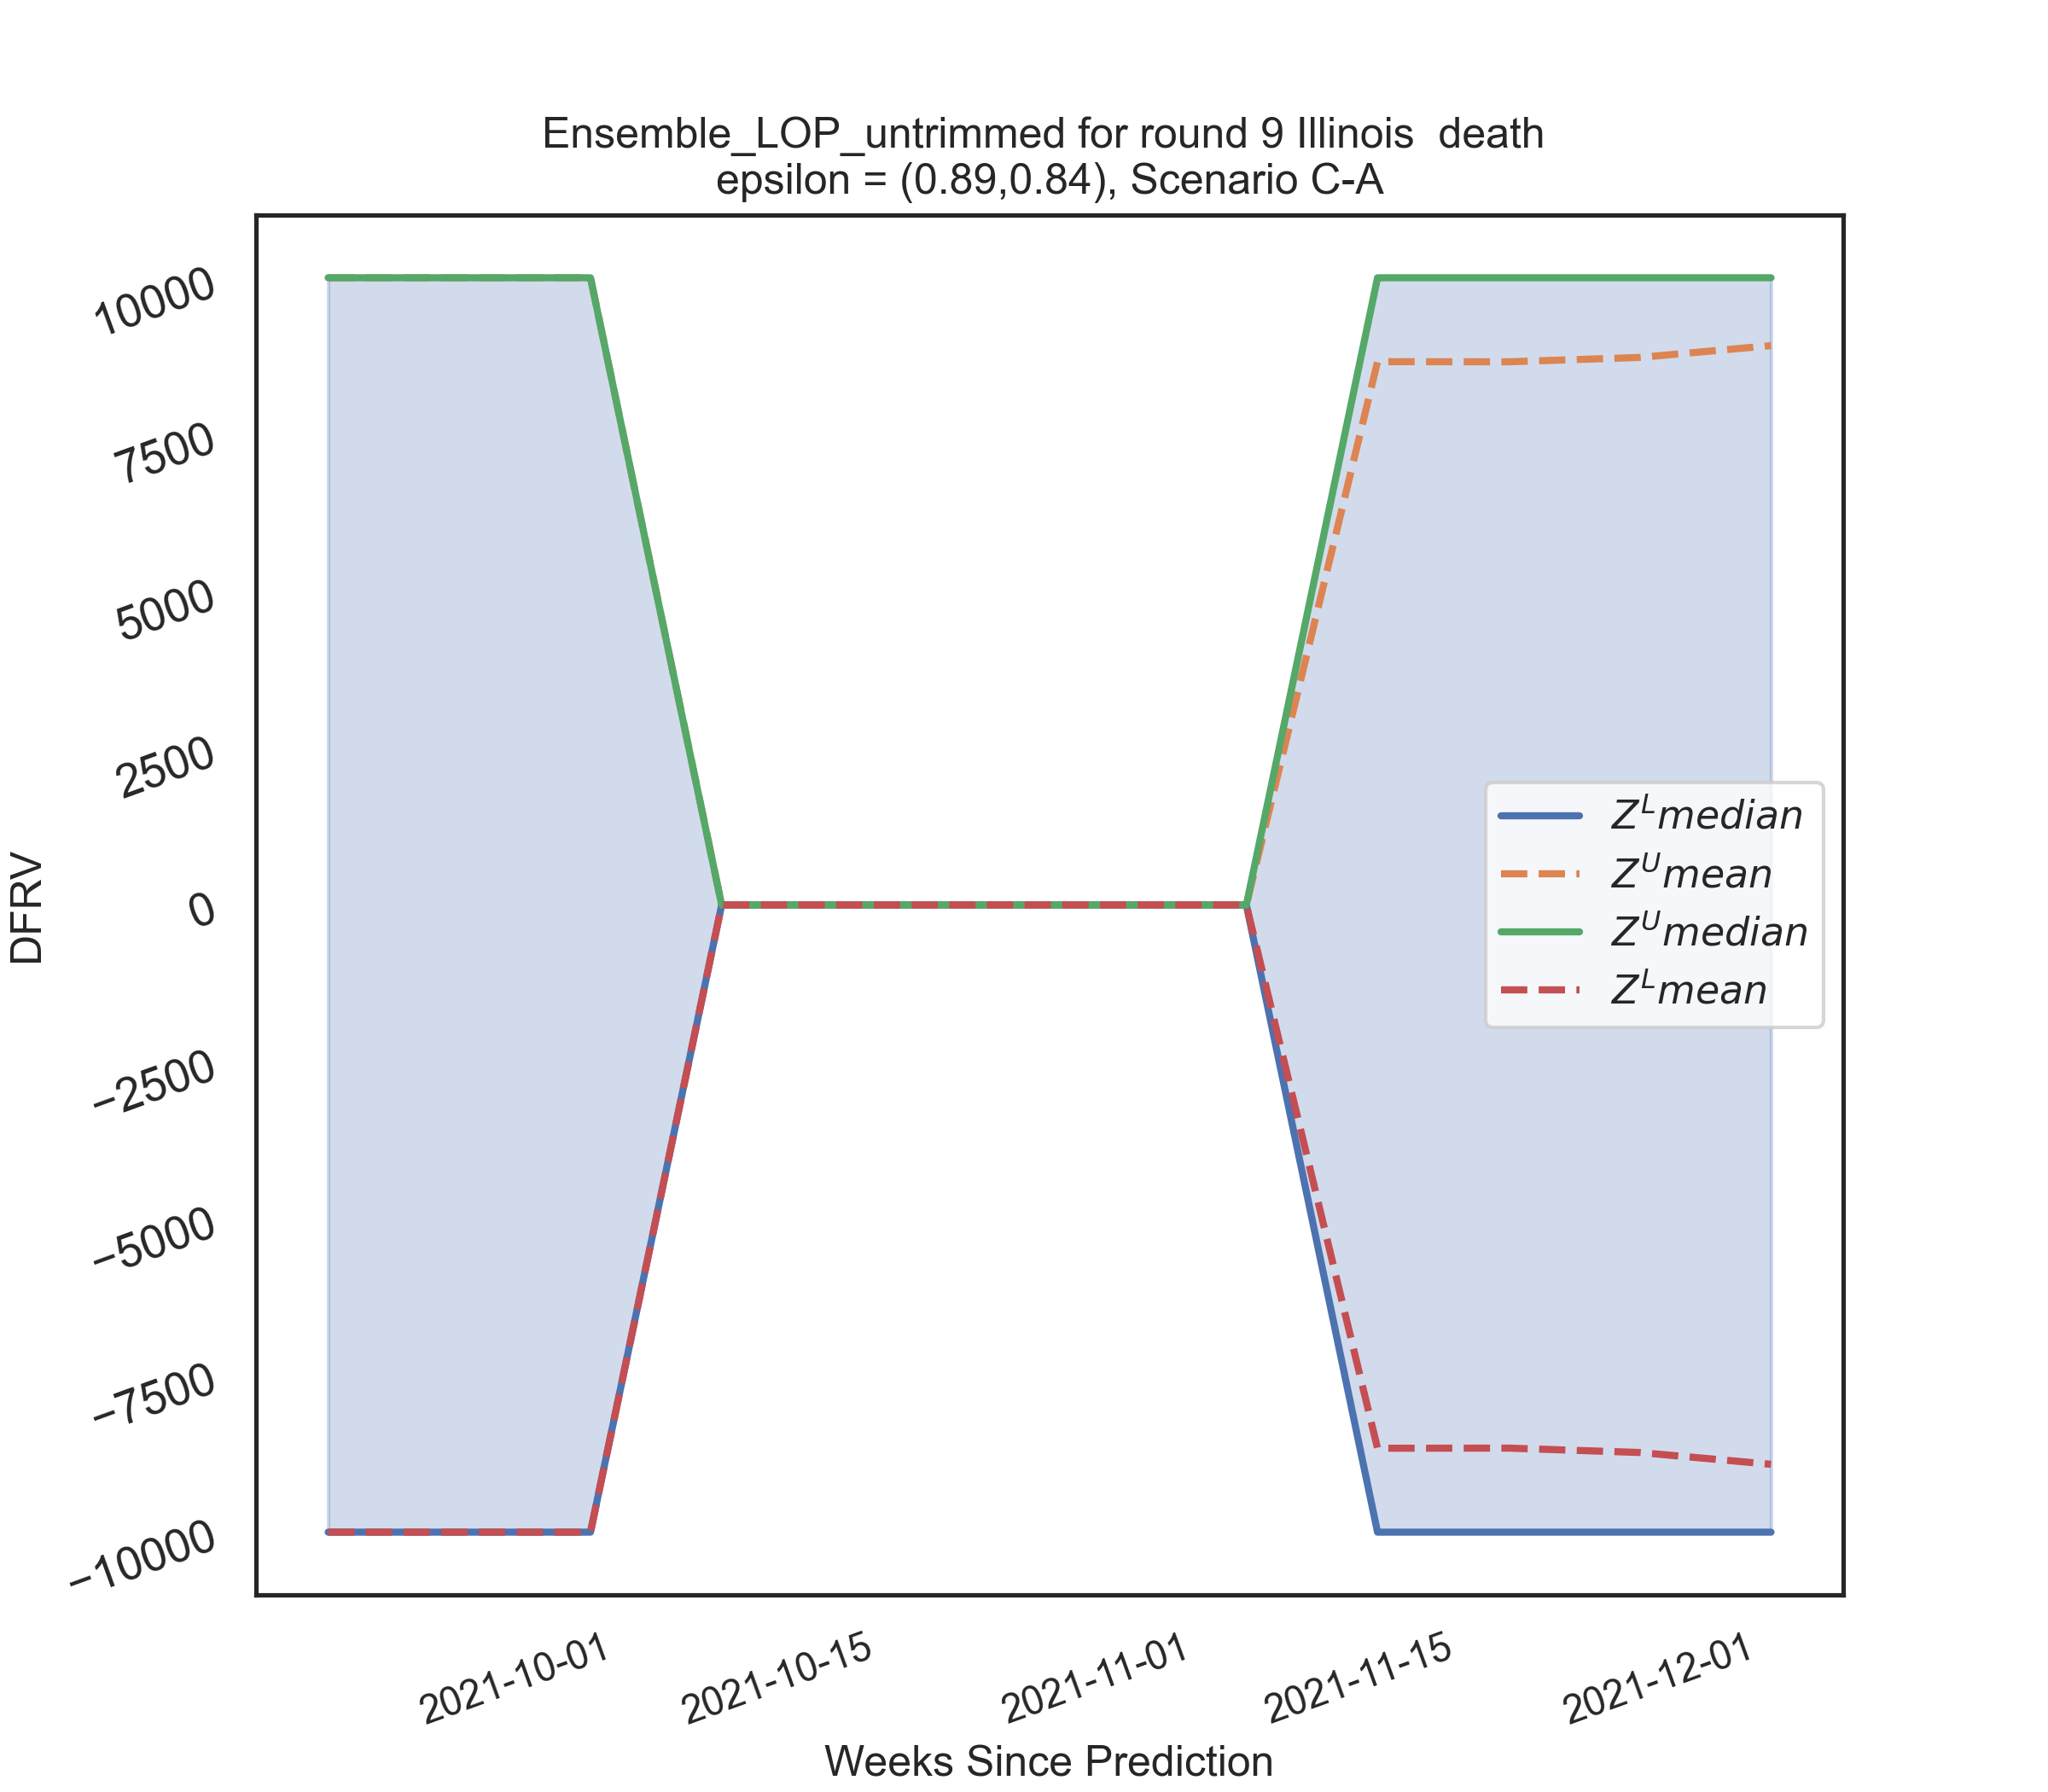 Ensemble_LOP_untrimmed for round 9 Illinois  death
epsilon = (0.89,0.84), Scenario C-A
10000
7500
5000
2500
0
−2500
−5000
−7500
−10000
DFRV
Z^L median
Z^U mean
Z^U median
Z^L mean
2021-10-01
2021-10-15
2021-11-01
2021-11-15
2021-12-01
Weeks Since Prediction